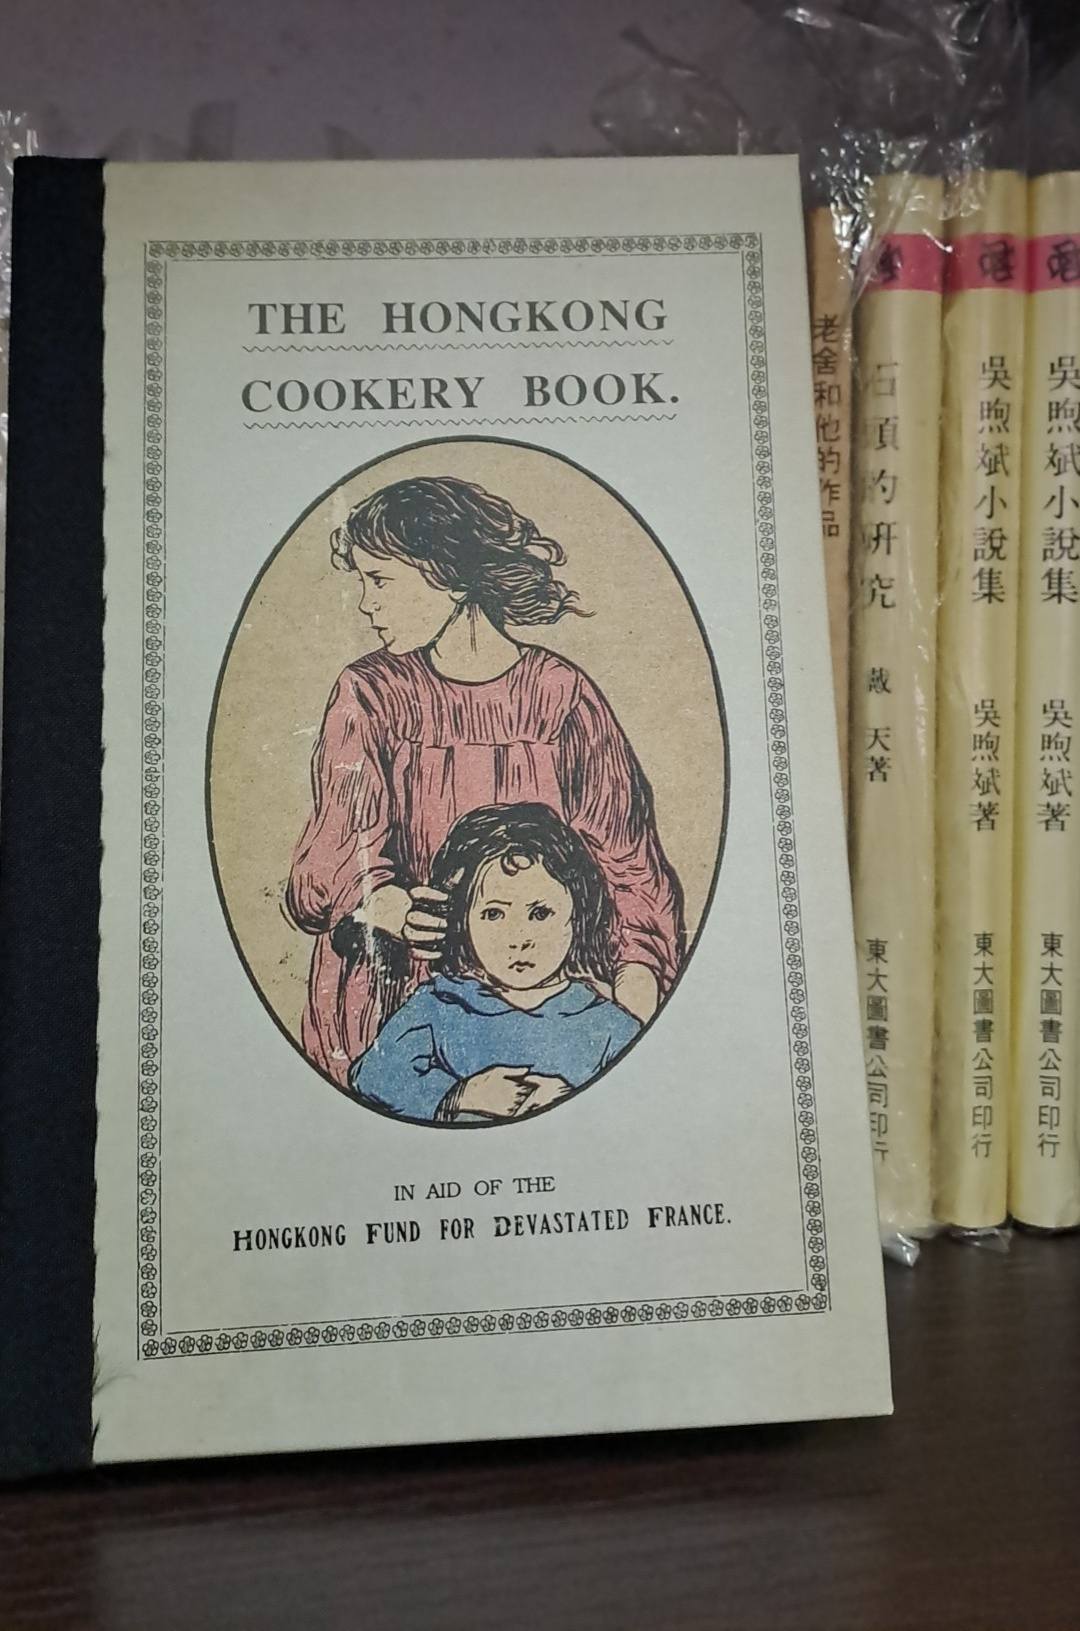 THE HONGKONG
COOKERY BOOK.
IN AID OF THE
HONGKONG FUND FOR DEVASTATED FRANCE.
老舍和他的作品
石頭的研究 戴天著 東大圖書公司印行
吳煦斌小說集 吳煦斌著 東大圖書公司印行
吳煦斌小說集 吳煦斌著 東大圖書公司印行